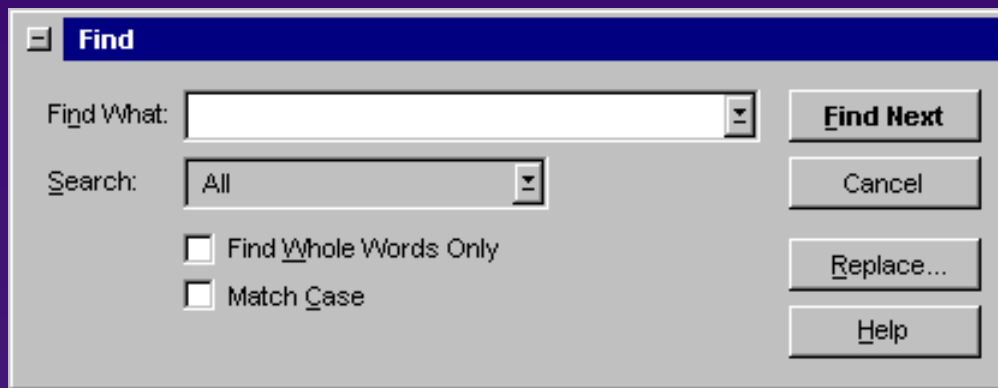 Find
Find What:
Find Next
Search:
All
Cancel
Find Whole Words Only
Match Case
Replace...
Help